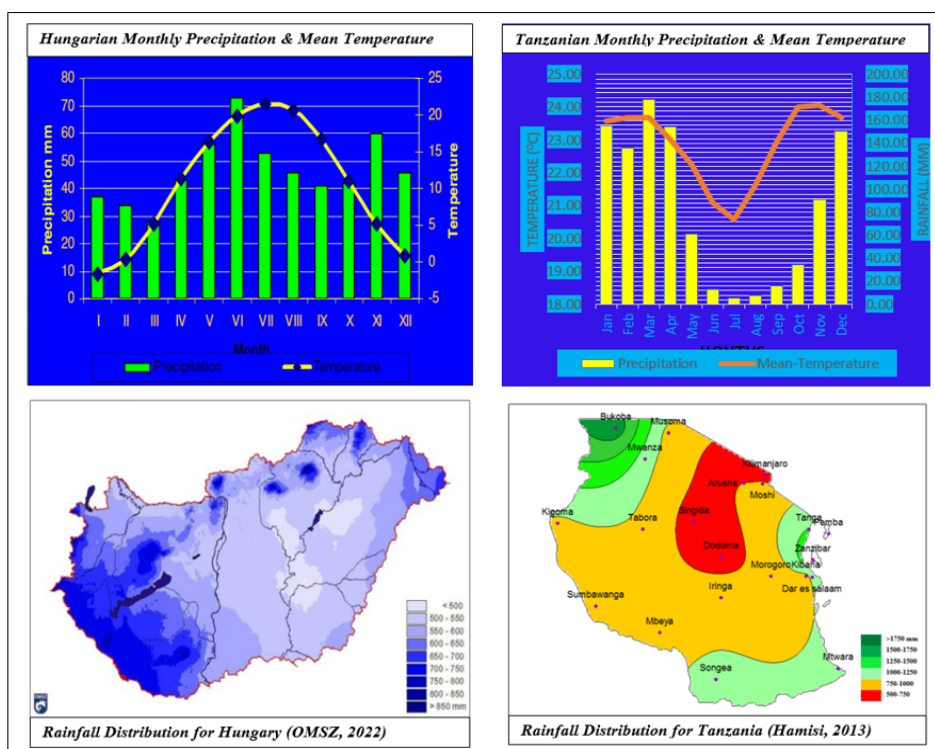 Hungarian Monthly Precipitation & Mean Temperature
80
70
60
50
40
30
20
10
0
Precipitation mm
25
20
15
10
5
0
-5
Temperature
I II III IV V VI VII VIII IX X XI XII
Month
Precipitation Temperature
Tanzanian Monthly Precipitation & Mean Temperature
25.00
24.00
23.00
22.00
21.00
20.00
19.00
18.00
TEMPERATURE (⁰C)
200.00
180.00
160.00
140.00
120.00
100.00
80.00
60.00
40.00
20.00
0.00
RAINFALL (MM)
Jan Feb Mar Apr May Jun Jul Aug Sep Oct Nov Dec
MONTHS
Precipitation Mean-Temperature
< 500
500 - 550
550 - 600
600 - 650
650 - 700
700 - 750
750 - 800
800 - 850
> 850 mm
OMSZ
Rainfall Distribution for Hungary (OMSZ, 2022)
Bukoba
Musoma
Mwanza
Kilimanjaro
Arusha
Moshi
Kigoma
Tabora
Singida
Tanga
Pemba
Dodoma
Zanzibar
Morogoro
Kibaha
Dar es salaam
Iringa
Sumbawanga
Mbeya
Songea
Mtwara
>1750 mm
1500-1750
1250-1500
1000-1250
750-1000
500-750
Rainfall Distribution for Tanzania (Hamisi, 2013)